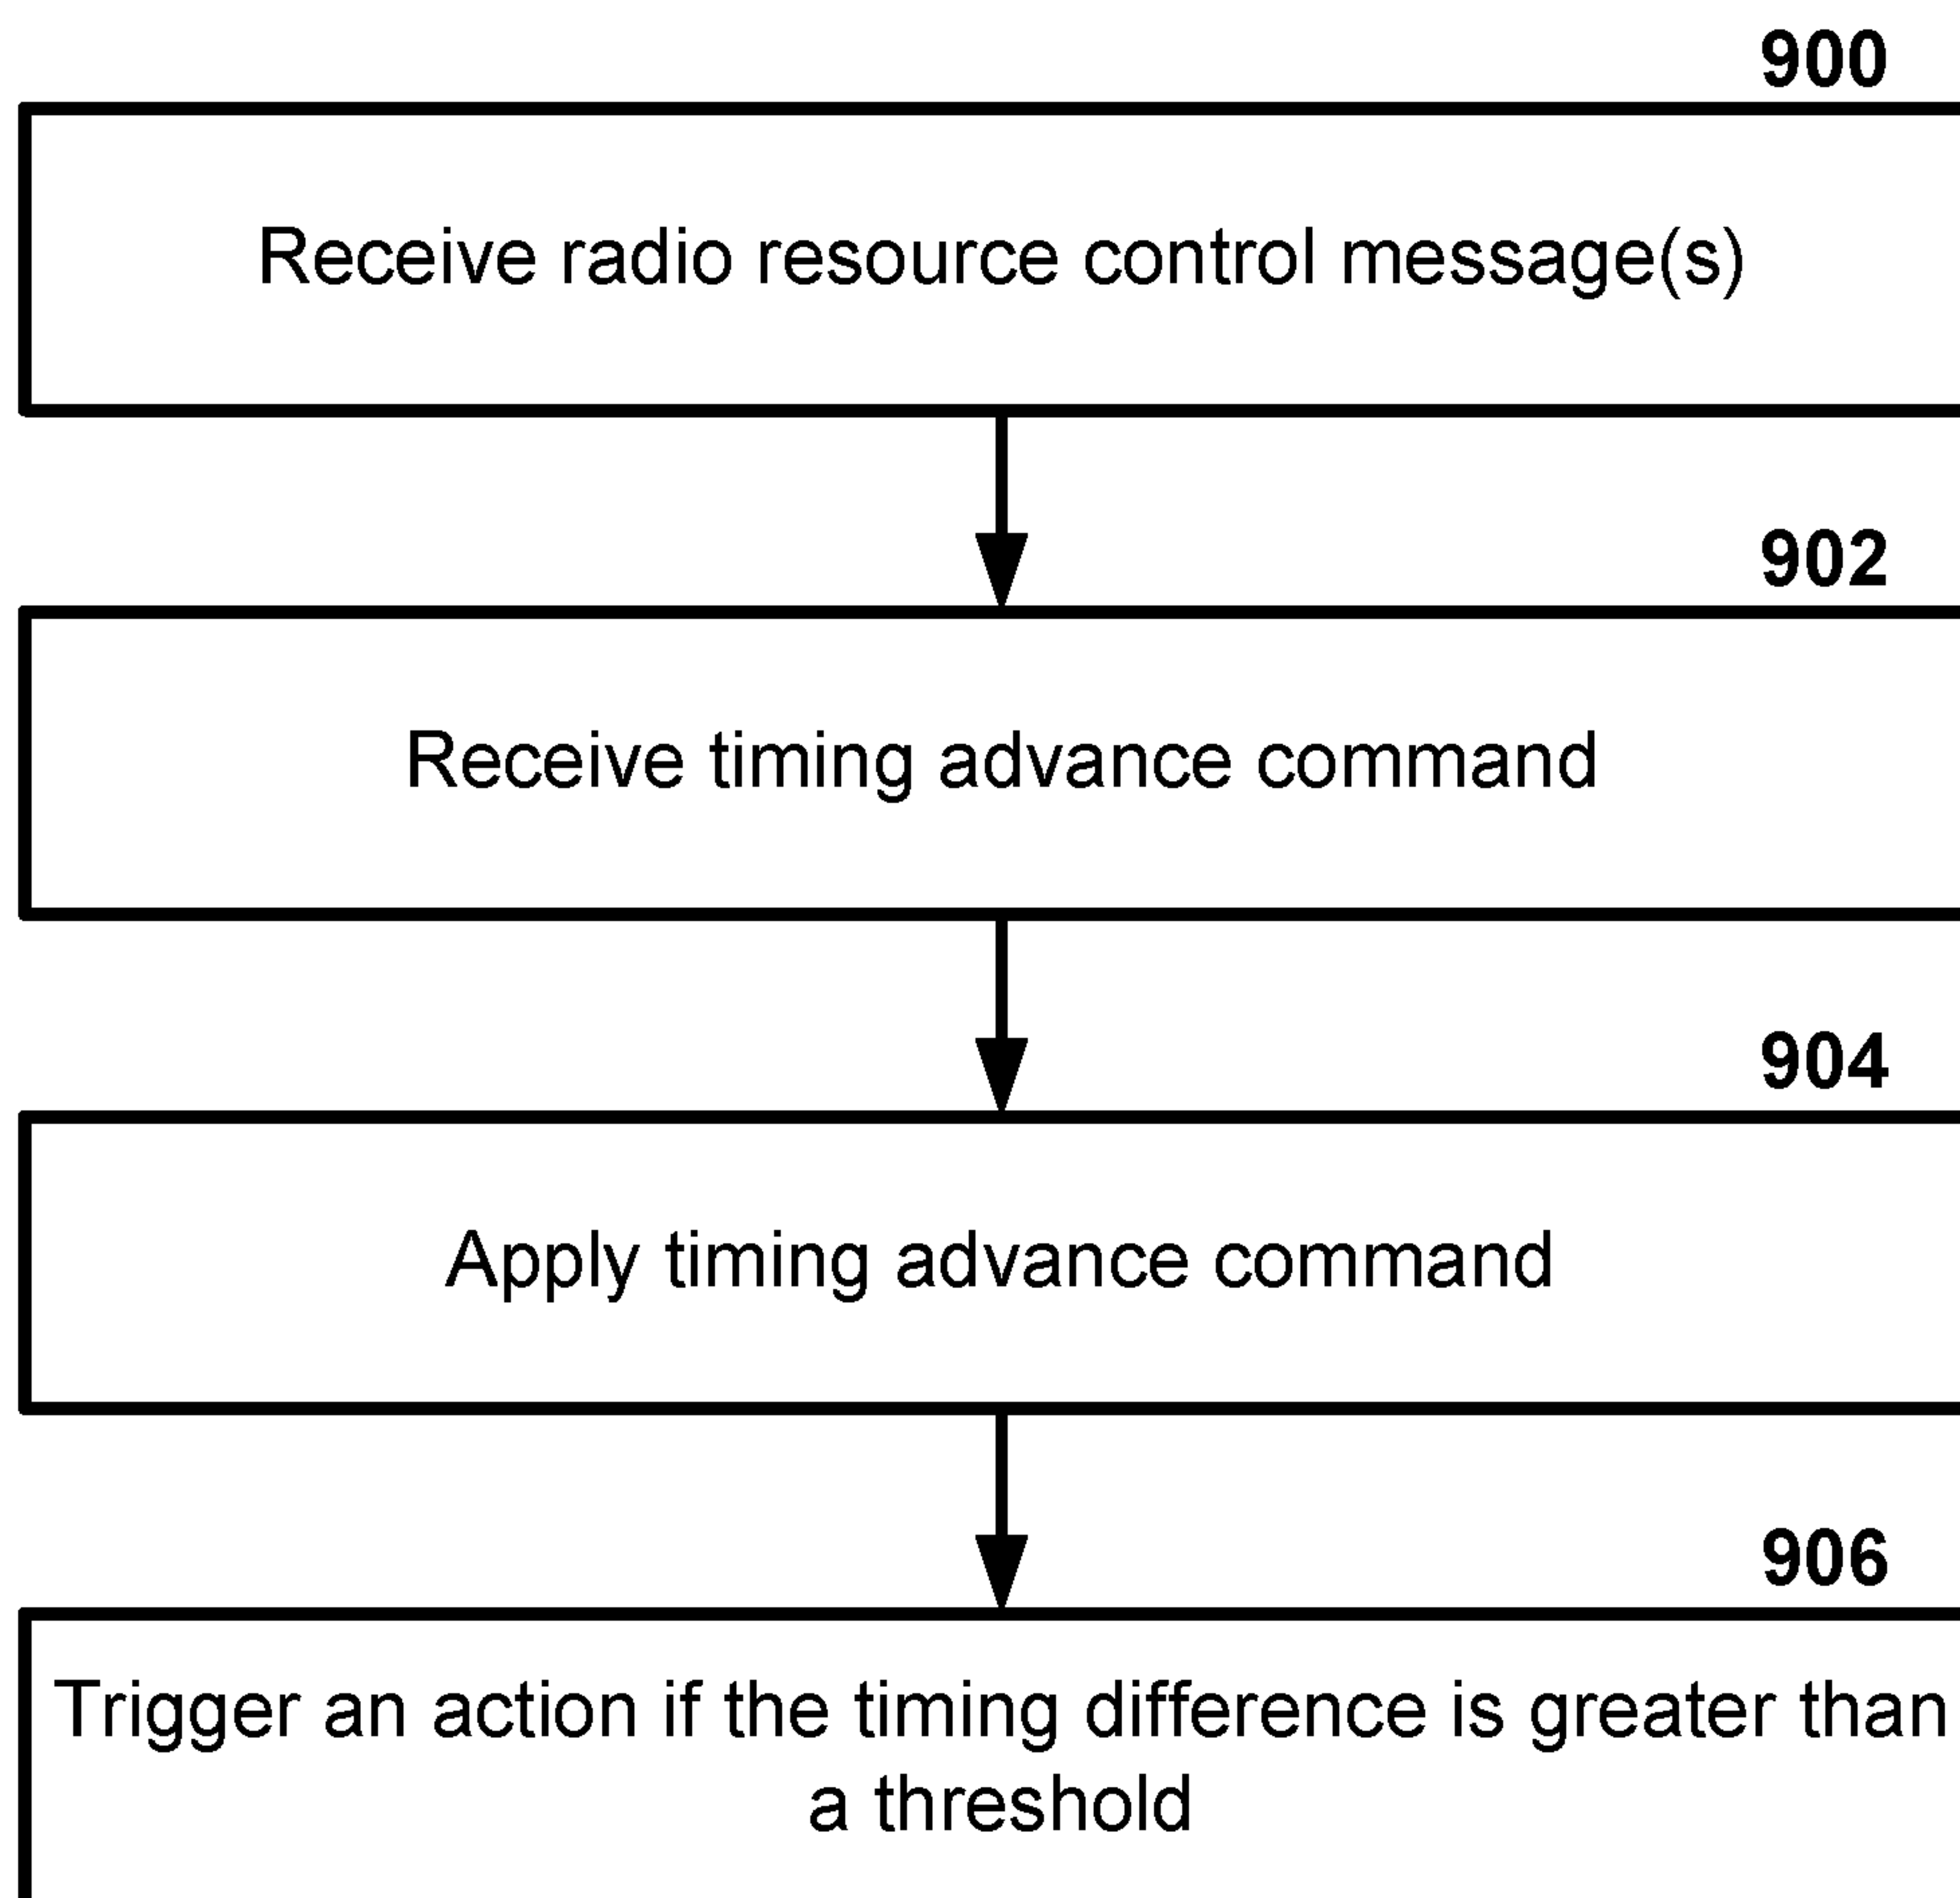 900
Receive radio resource control message(s)
902
Receive timing advance command
904
Apply timing advance command
906
Trigger an action if the timing difference is greater than
a threshold